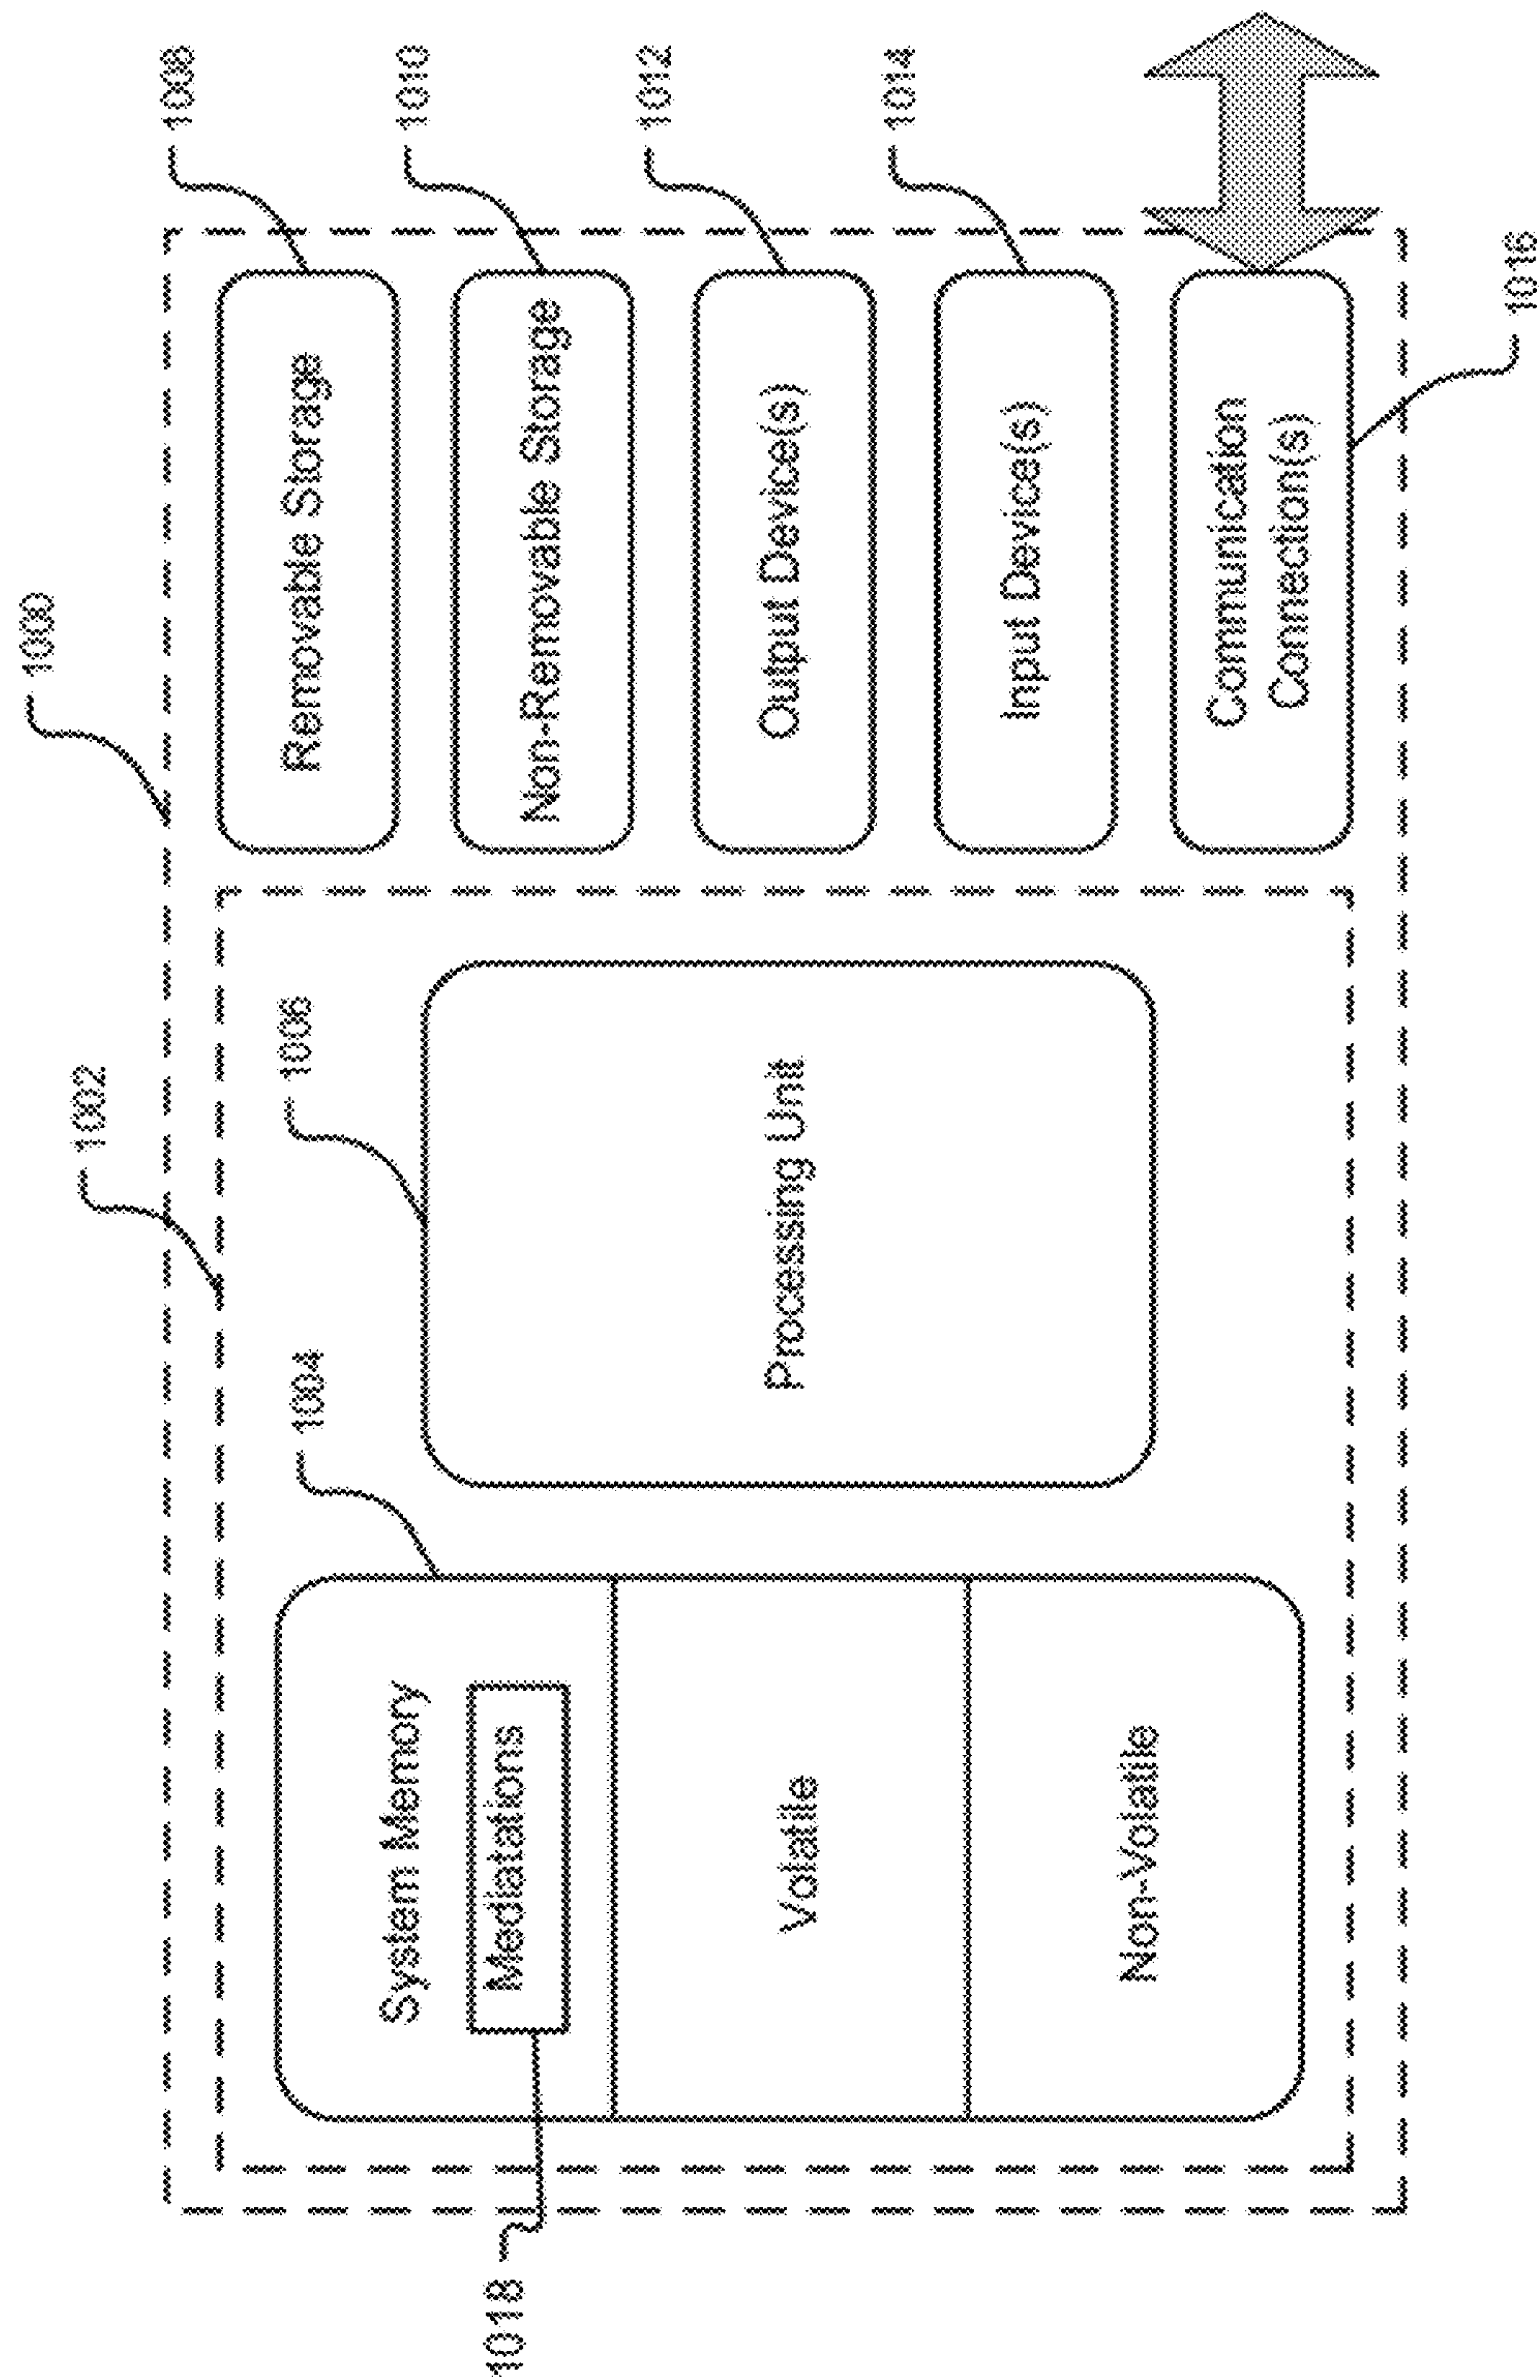 1000
1002
1004
System Memory
Mediatations
1018
Volatile
Non-Volatile
1006
Processing Unit
1008
Removable Storage
1010
Non-Removable Storage
1012
Output Device(s)
1014
Input Device(s)
Communication
Connection(s)
1016